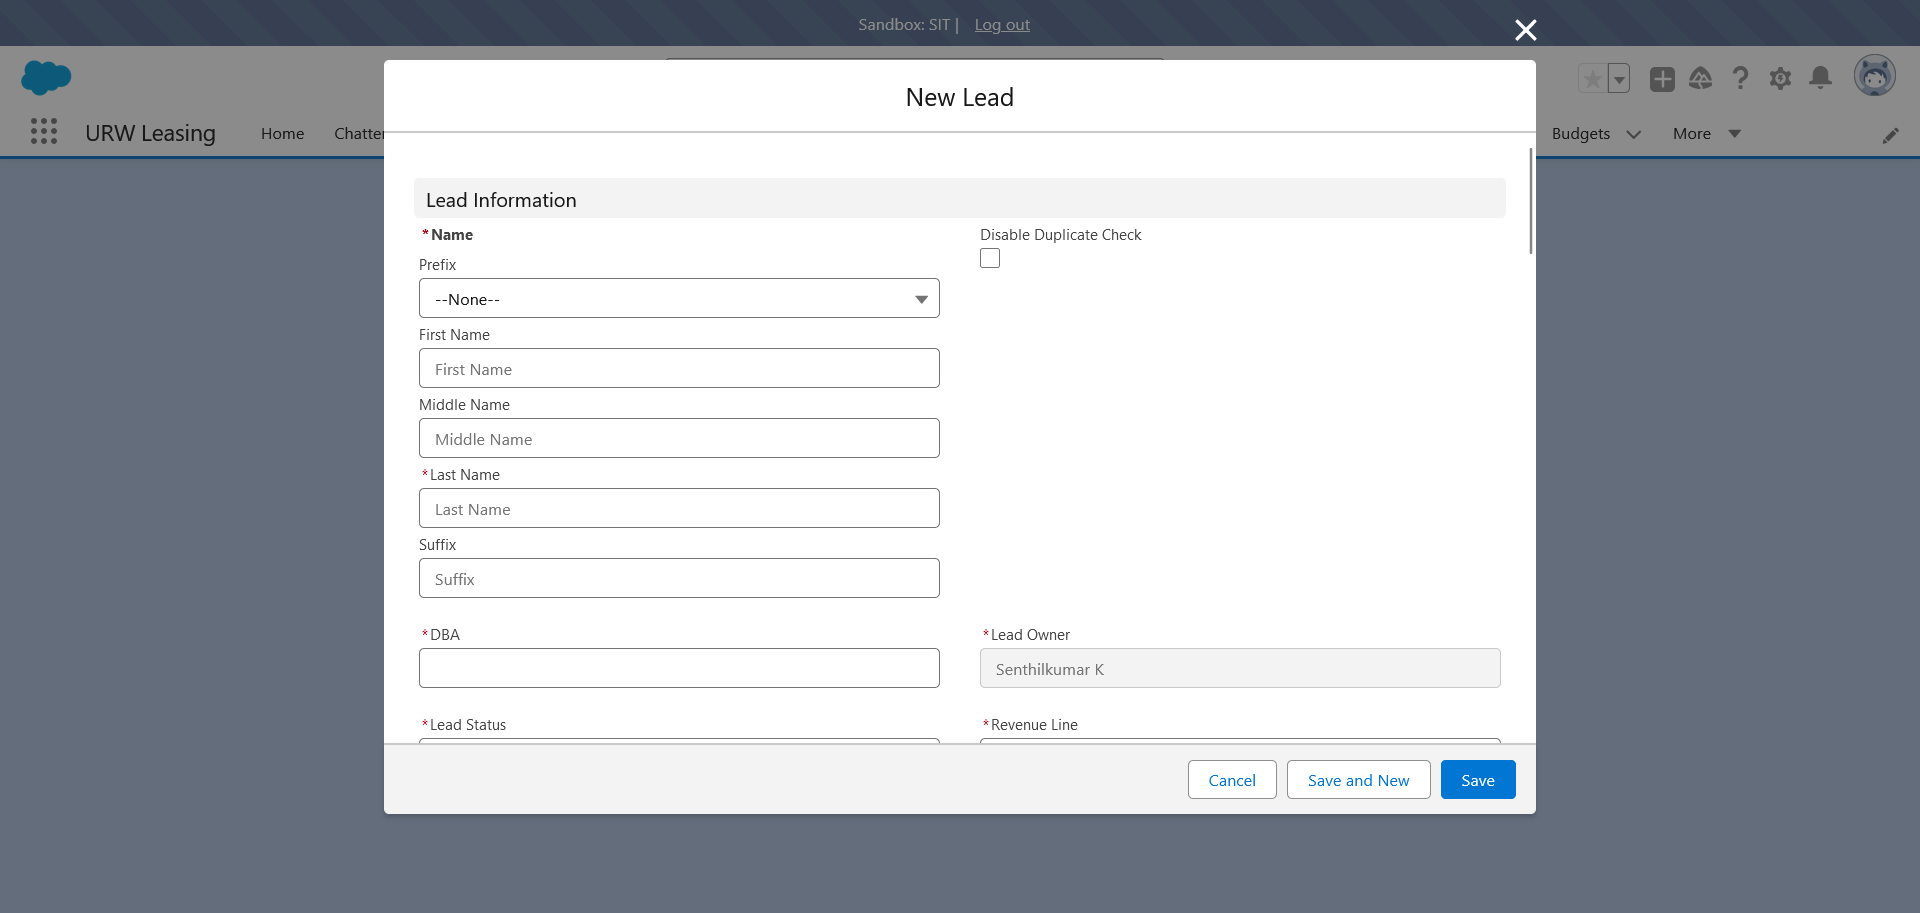 Sandbox: SIT | Log out
New Lead
URW Leasing Home Chatter Budgets More
Lead Information
*Name
Disable Duplicate Check
Prefix
--None--
First Name
First Name
Middle Name
Middle Name
*Last Name
Last Name
Suffix
Suffix
*DBA
*Lead Owner
Senthilkumar K
*Lead Status
*Revenue Line
Cancel Save and New Save